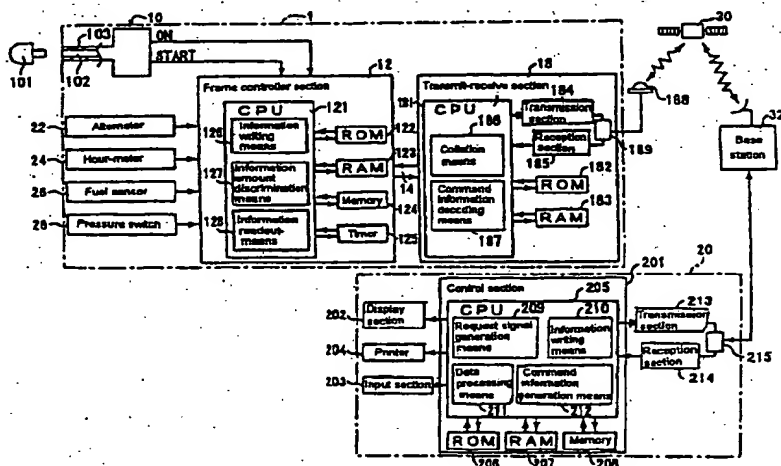 10
1
30
103
ON
START
101
102
12
18
Frame controller section
Transmit-receive section
184
121
181
CPU
CPU
Transmission section
188
32
22
Alternator
126
Information writing means
ROM
122
186
Collation means
Reception section
185
189
Base station
24
Hour-meter
127
Information amount discrimination means
RAM
123
14
ROM
182
26
Fuel sensor
Memory
124
Command information decoding means
RAM
183
28
Pressure switch
128
Information readout means
Timer
125
187
201
20
Control section
205
202
Display section
CPU
209
210
213
Transmission section
Request signal generation means
Information writing means
204
Printer
215
Reception section
214
203
Input section
Data processing means
Command information generation means
211
212
ROM
RAM
Memory
206
207
208